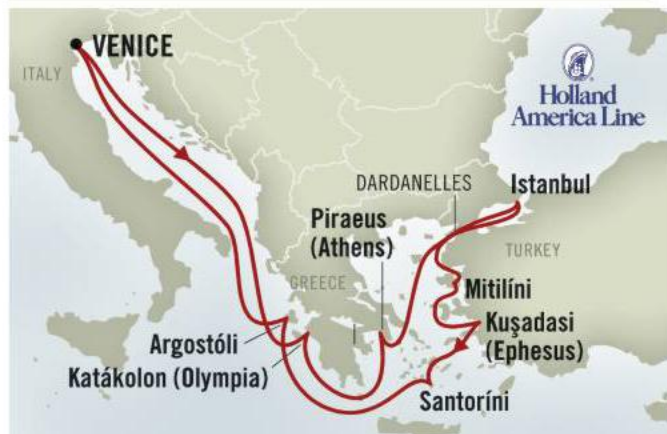 VENICE
ITALY
Holland
America Line
DARDANELLES
Istanbul
Piraeus
(Athens)
TURKEY
GREECE
Mitilíni
Kuşadasi
(Ephesus)
Argostóli
Katákolon (Olympia)
Santoríni